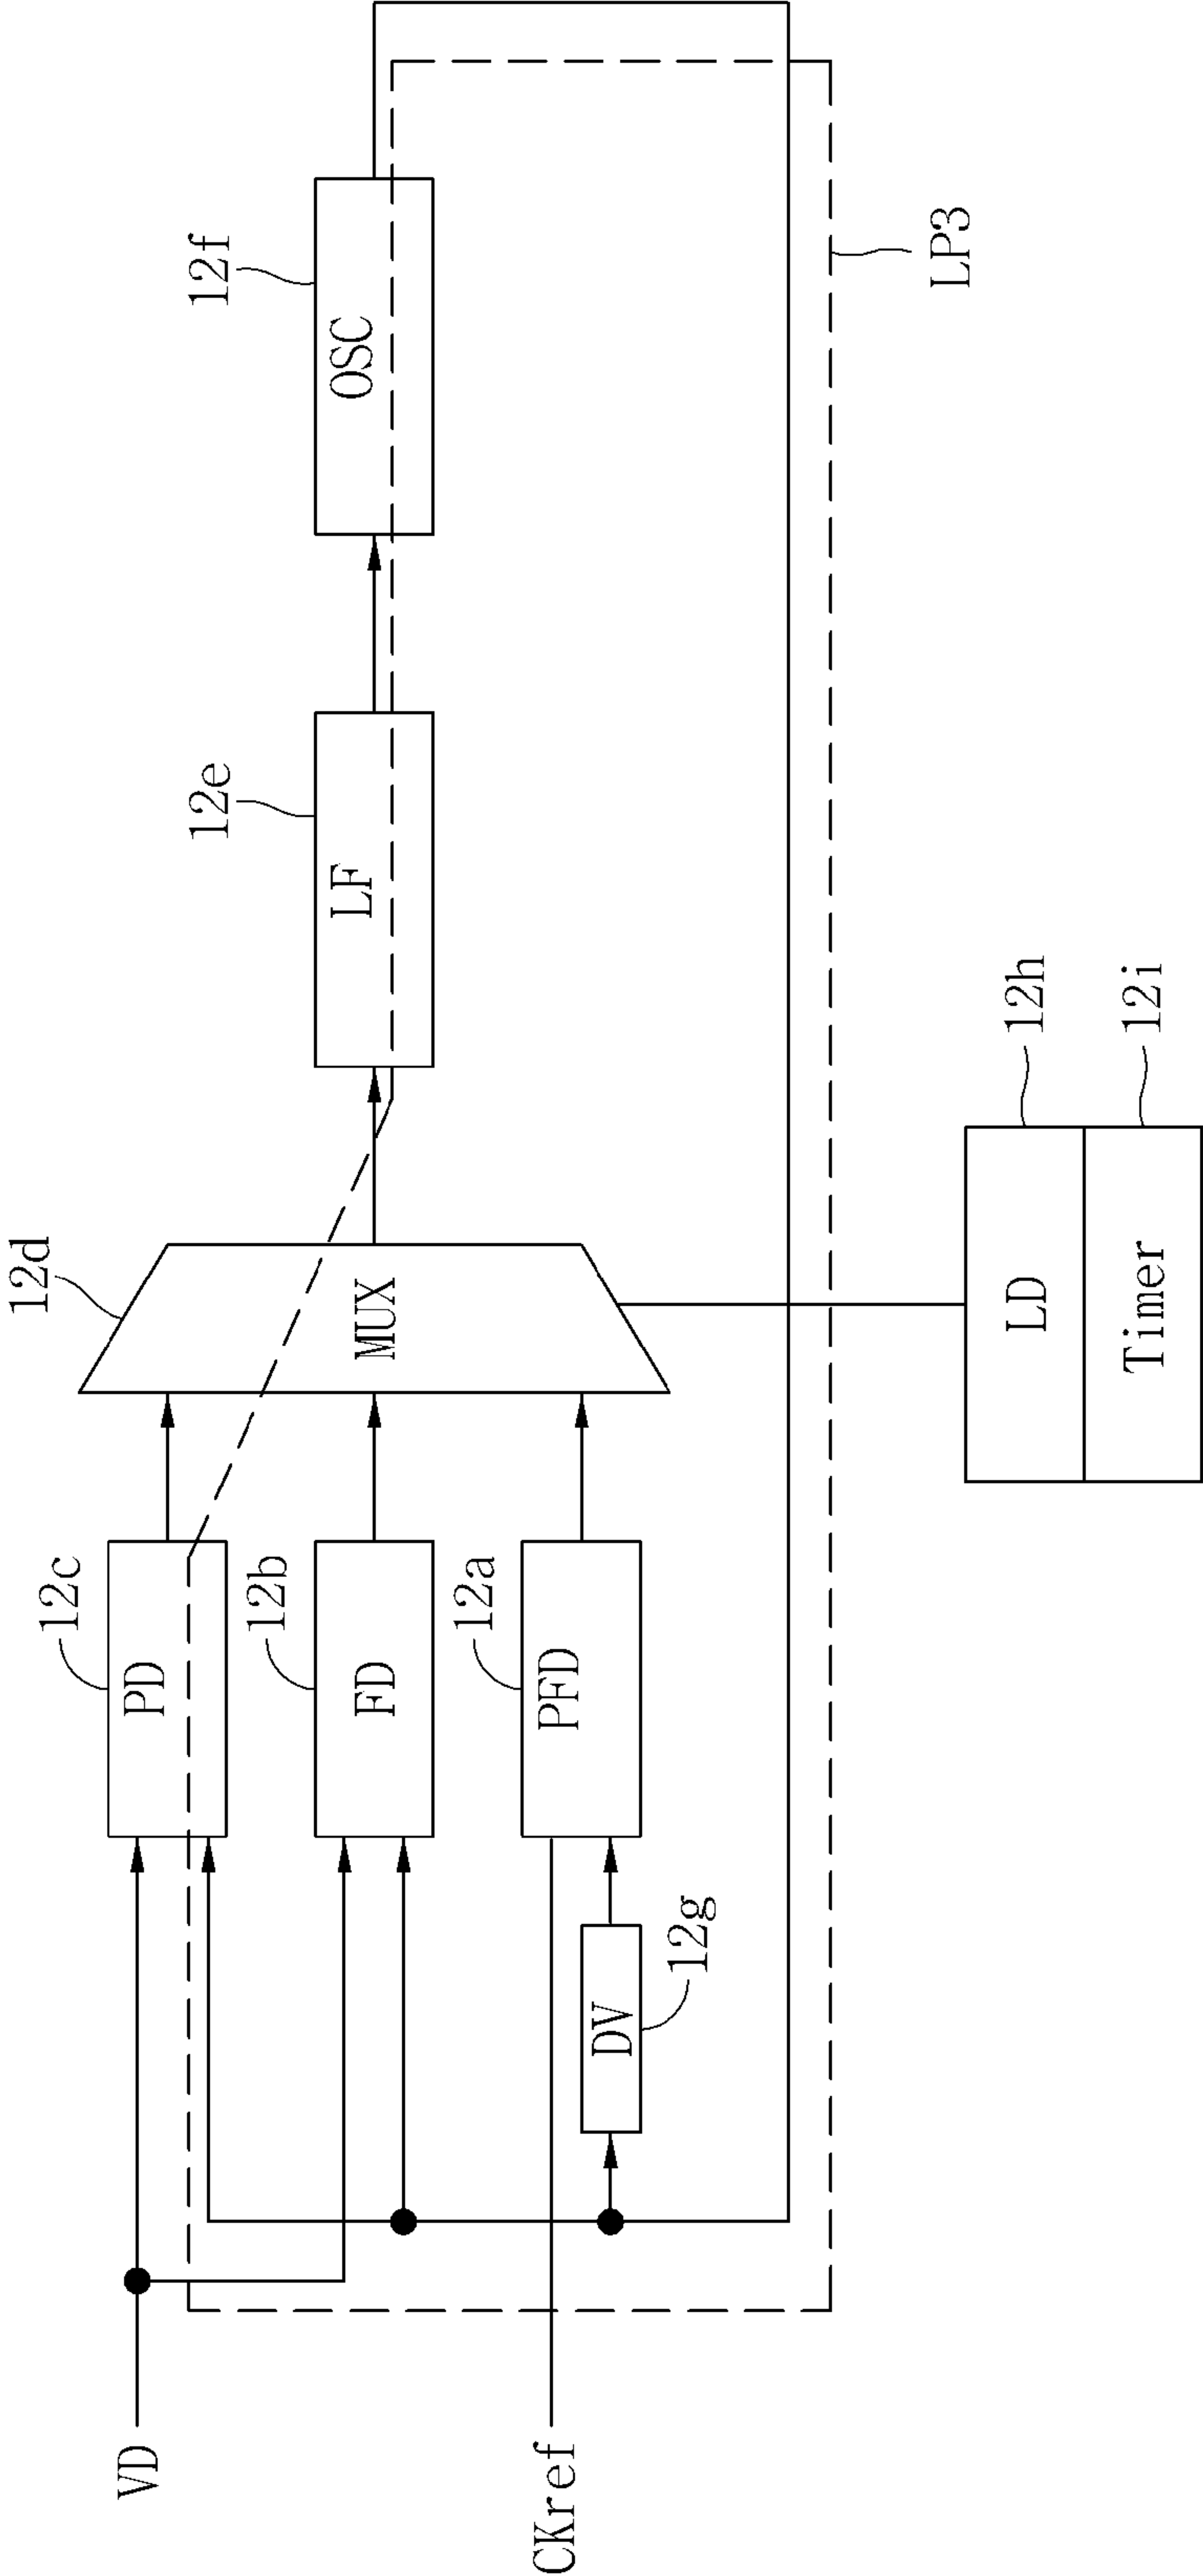 12f
OSC
LP3
12e
LF
12d
MUX
12h
LD
12i
Timer
12c
PD
12b
FD
12a
PFD
12g
DV
VD
CKref